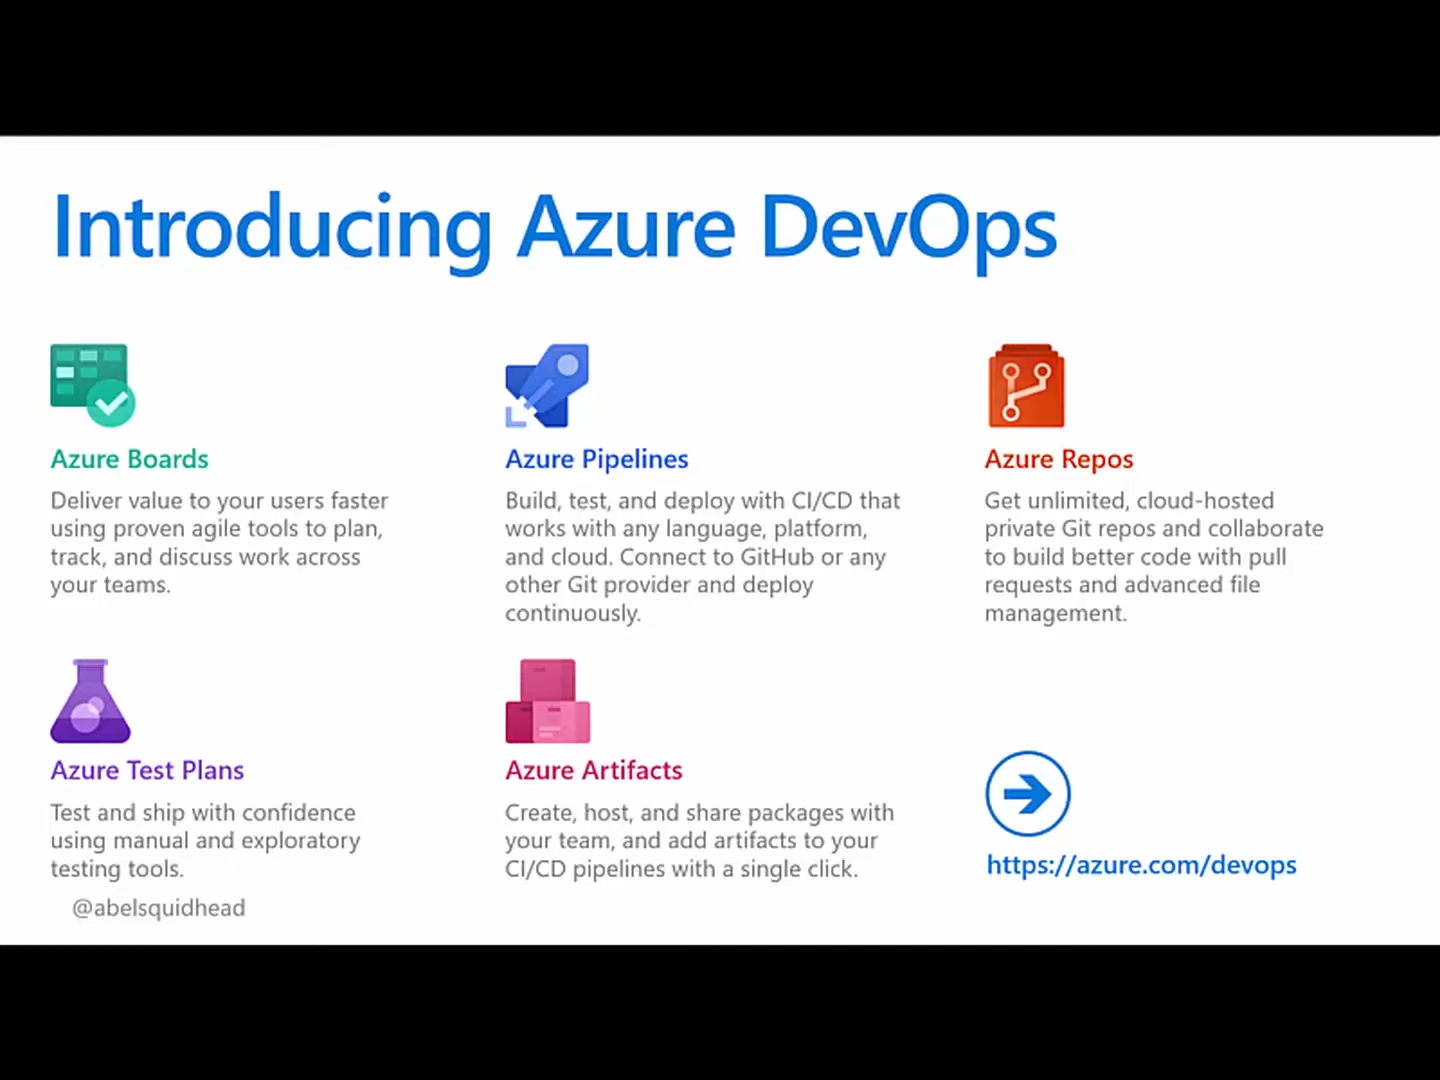 Introducing Azure DevOps
Azure Boards
Deliver value to your users faster
using proven agile tools to plan,
track, and discuss work across
your teams.
Azure Pipelines
Build, test, and deploy with CI/CD that
works with any language, platform,
and cloud. Connect to GitHub or any
other Git provider and deploy
continuously.
Azure Repos
Get unlimited, cloud-hosted
private Git repos and collaborate
to build better code with pull
requests and advanced file
management.
Azure Test Plans
Test and ship with confidence
using manual and exploratory
testing tools.
Azure Artifacts
Create, host, and share packages with
your team, and add artifacts to your
CI/CD pipelines with a single click.
https://azure.com/devops
@abelsquidhead